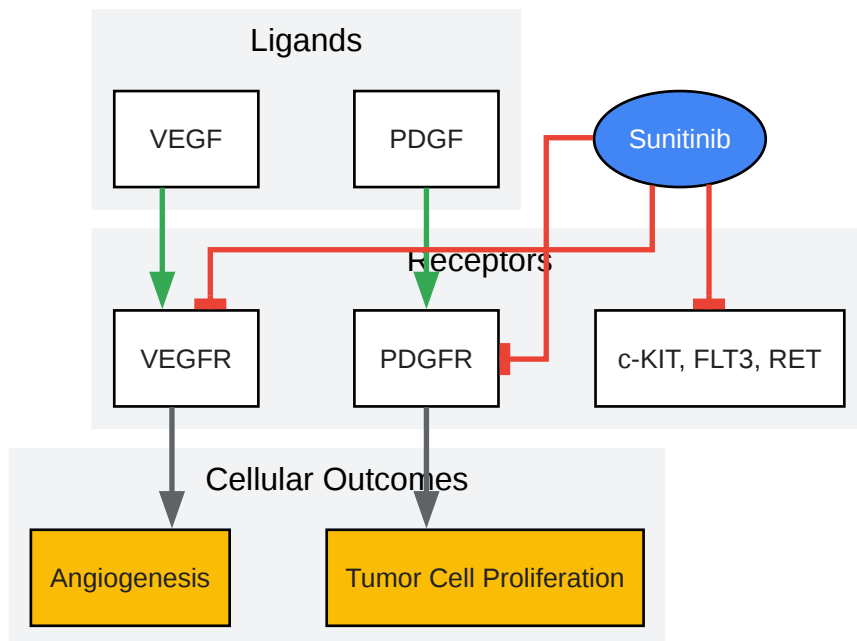 Ligands
VEGF
PDGF
Sunitinib
Receptors
VEGFR
PDGFR
c-KIT, FLT3, RET
Cellular Outcomes
Angiogenesis
Tumor Cell Proliferation